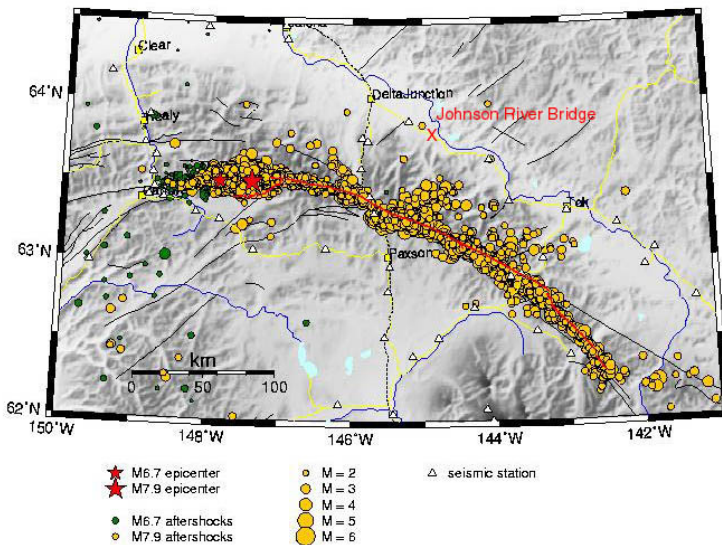 Clear
64°N
Delta Junction
Johnson River Bridge
Healy
Tok
63°N
Paxson
km
0 50 100
62°N
150°W 148°W 146°W 144°W 142°W
M6.7 epicenter
M7.9 epicenter
M6.7 aftershocks
M7.9 aftershocks
M = 2
M = 3
M = 4
M = 5
M = 6
seismic station